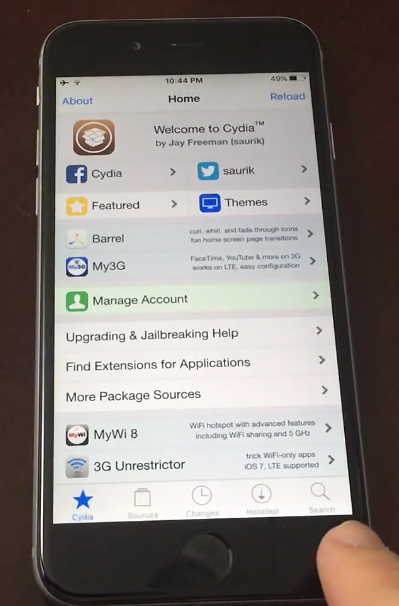 10:44 PM
49%
About
Home
Reload
Welcome to Cydia™
by Jay Freeman (saurik)
Cydia
saurik
Featured
Themes
Barrel
curl, whirl, and fade through icons
fun home screen page transitions
My3G
My3G
FaceTime, YouTube & more on 3G
works on LTE, easy configuration
Manage Account
Upgrading & Jailbreaking Help
Find Extensions for Applications
More Package Sources
MyWi
MyWi 8
WiFi hotspot with advanced features
including WiFi sharing and 5 GHz
3G Unrestrictor
trick WiFi-only apps
iOS 7, LTE supported
Cydia
Sources
Changes
Installed
Search